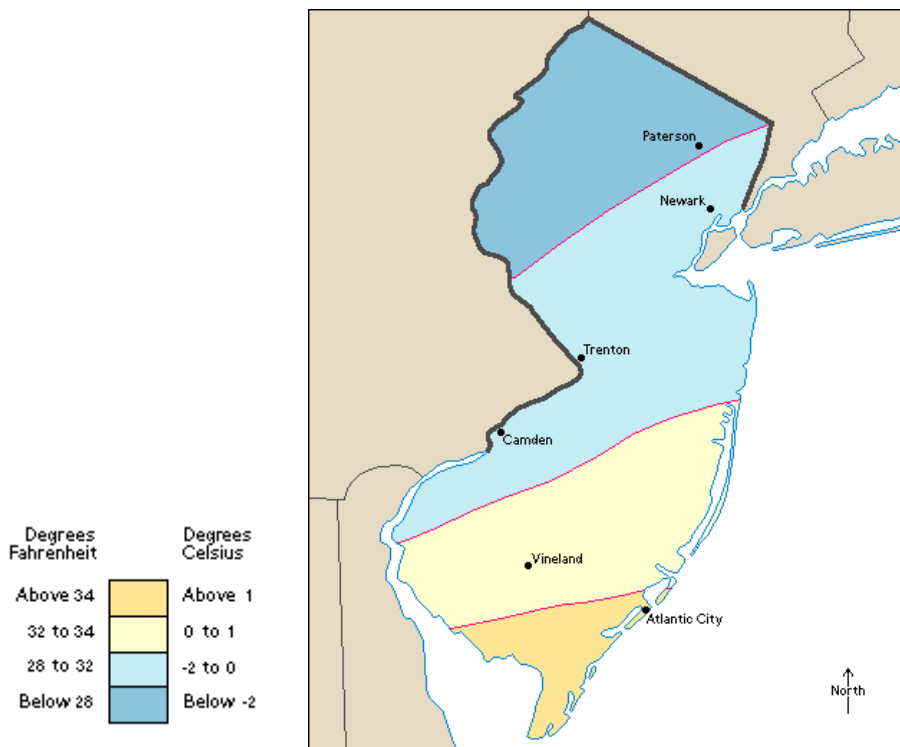 Paterson
Newark
Trenton
Camden
Vineland
Atlantic City
North
Degrees Fahrenheit
Degrees Celsius
Above 34
Above 1
32 to 34
0 to 1
28 to 32
-2 to 0
Below 28
Below -2